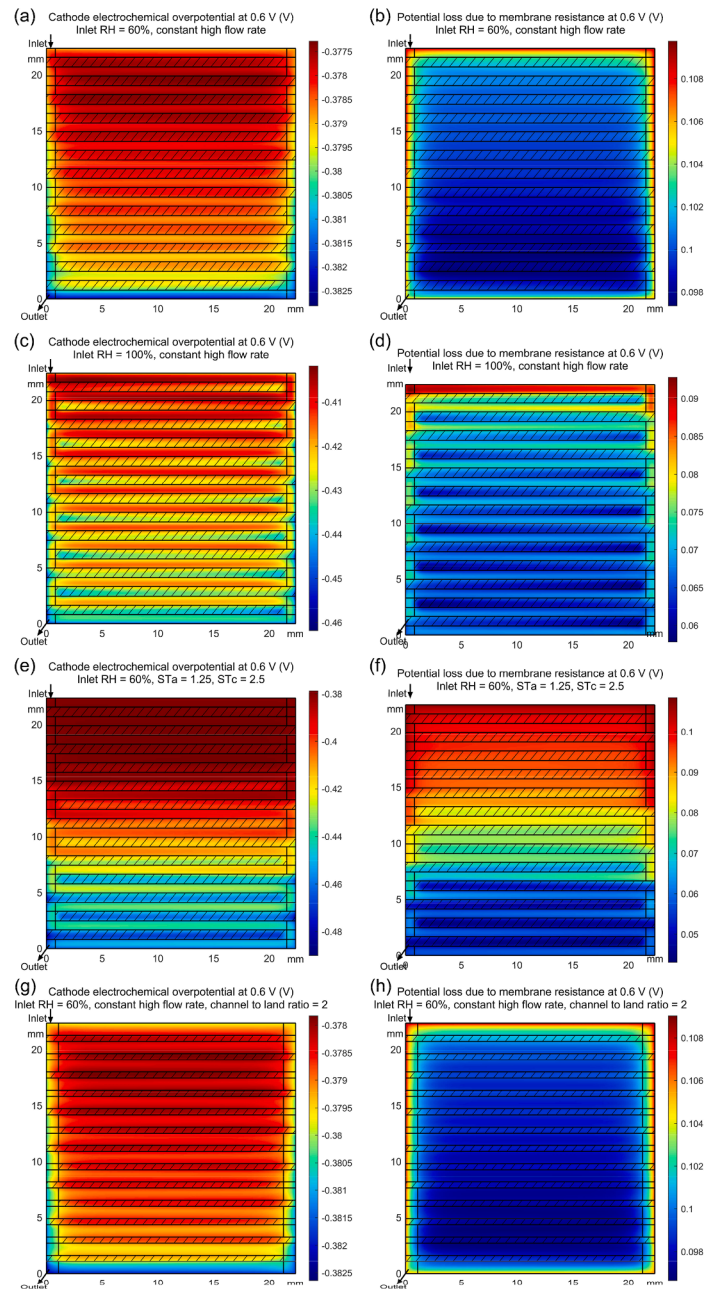 (a) Cathode electrochemical overpotential at 0.6 V (V)
Inlet RH = 60%, constant high flow rate
Inlet
mm
20
15
10
5
0
5
10
15
20
mm
Outlet
-0.3775
-0.378
-0.3785
-0.379
-0.3795
-0.38
-0.3805
-0.381
-0.3815
-0.382
-0.3825
(b) Potential loss due to membrane resistance at 0.6 V (V)
Inlet RH = 60%, constant high flow rate
Inlet
mm
20
15
10
5
0
0
5
10
15
20
mm
Outlet
0.108
0.106
0.104
0.102
0.1
0.098
(c) Cathode electrochemical overpotential at 0.6 V (V)
Inlet RH = 100%, constant high flow rate
Inlet
mm
20
15
10
5
0
0
5
10
15
20
mm
Outlet
-0.41
-0.42
-0.43
-0.44
-0.45
-0.46
(d) Potential loss due to membrane resistance at 0.6 V (V)
Inlet RH = 100%, constant high flow rate
Inlet
mm
20
15
10
5
0
5
10
15
20
mm
Outlet
0.09
0.085
0.08
0.075
0.07
0.065
0.06
(e) Cathode electrochemical overpotential at 0.6 V (V)
Inlet RH = 60%, STa = 1.25, STc = 2.5
Inlet
mm
20
15
10
5
0
0
5
10
15
20
mm
Outlet
-0.38
-0.4
-0.42
-0.44
-0.46
-0.48
(f) Potential loss due to membrane resistance at 0.6 V (V)
Inlet RH = 60%, STa = 1.25, STc = 2.5
Inlet
mm
20
15
10
5
0
5
10
15
20
mm
Outlet
0.1
0.09
0.08
0.07
0.06
0.05
(g) Cathode electrochemical overpotential at 0.6 V (V)
Inlet RH = 60%, constant high flow rate, channel to land ratio = 2
Inlet
mm
20
15
10
5
0
0
5
10
15
20
mm
Outlet
-0.378
-0.3785
-0.379
-0.3795
-0.38
-0.3805
-0.381
-0.3815
-0.382
-0.3825
(h) Potential loss due to membrane resistance at 0.6 V (V)
Inlet RH = 60%, constant high flow rate, channel to land ratio = 2
Inlet
mm
20
15
10
5
0
0
5
10
15
20
mm
Outlet
0.108
0.106
0.104
0.102
0.1
0.098